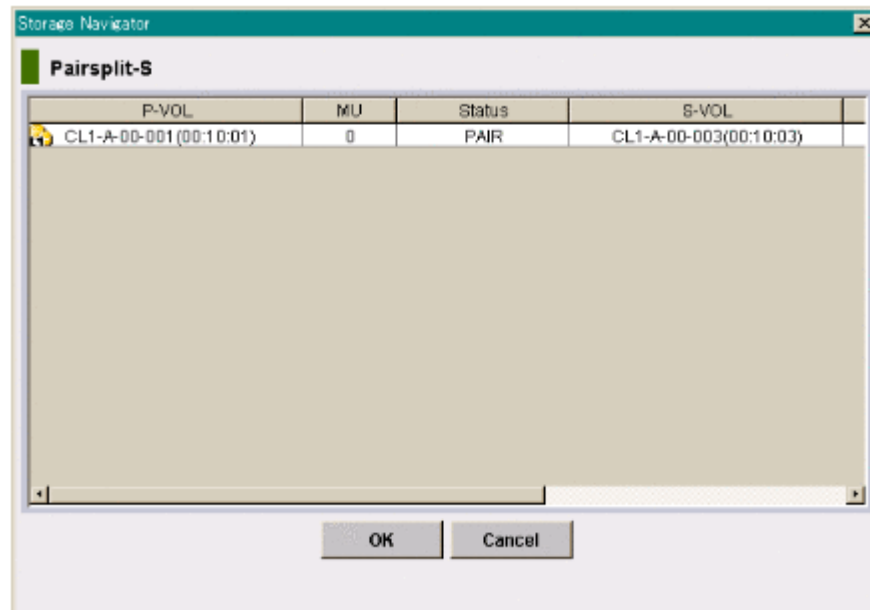 Storage Navigator
Pairsplit-S
P-VOL MU Status S-VOL
CL1-A-00-001(00:10:01) 0 PAIR CL1-A-00-003(00:10:03)
OK Cancel